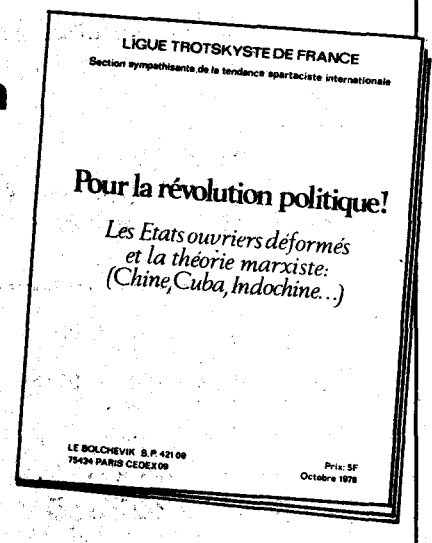 LIGUE TROTSKYSTE DE FRANCE
Section sympathisante de la tendance spartaciste internationale
Pour la révolution politique!
Les Etats ouvriers déformés
et la théorie marxiste:
(Chine, Cuba, Indochine...)
LE BOLCHEVIK B.P. 421 09
75424 PARIS CEDEX 09
Prix: 5F
Octobre 1978